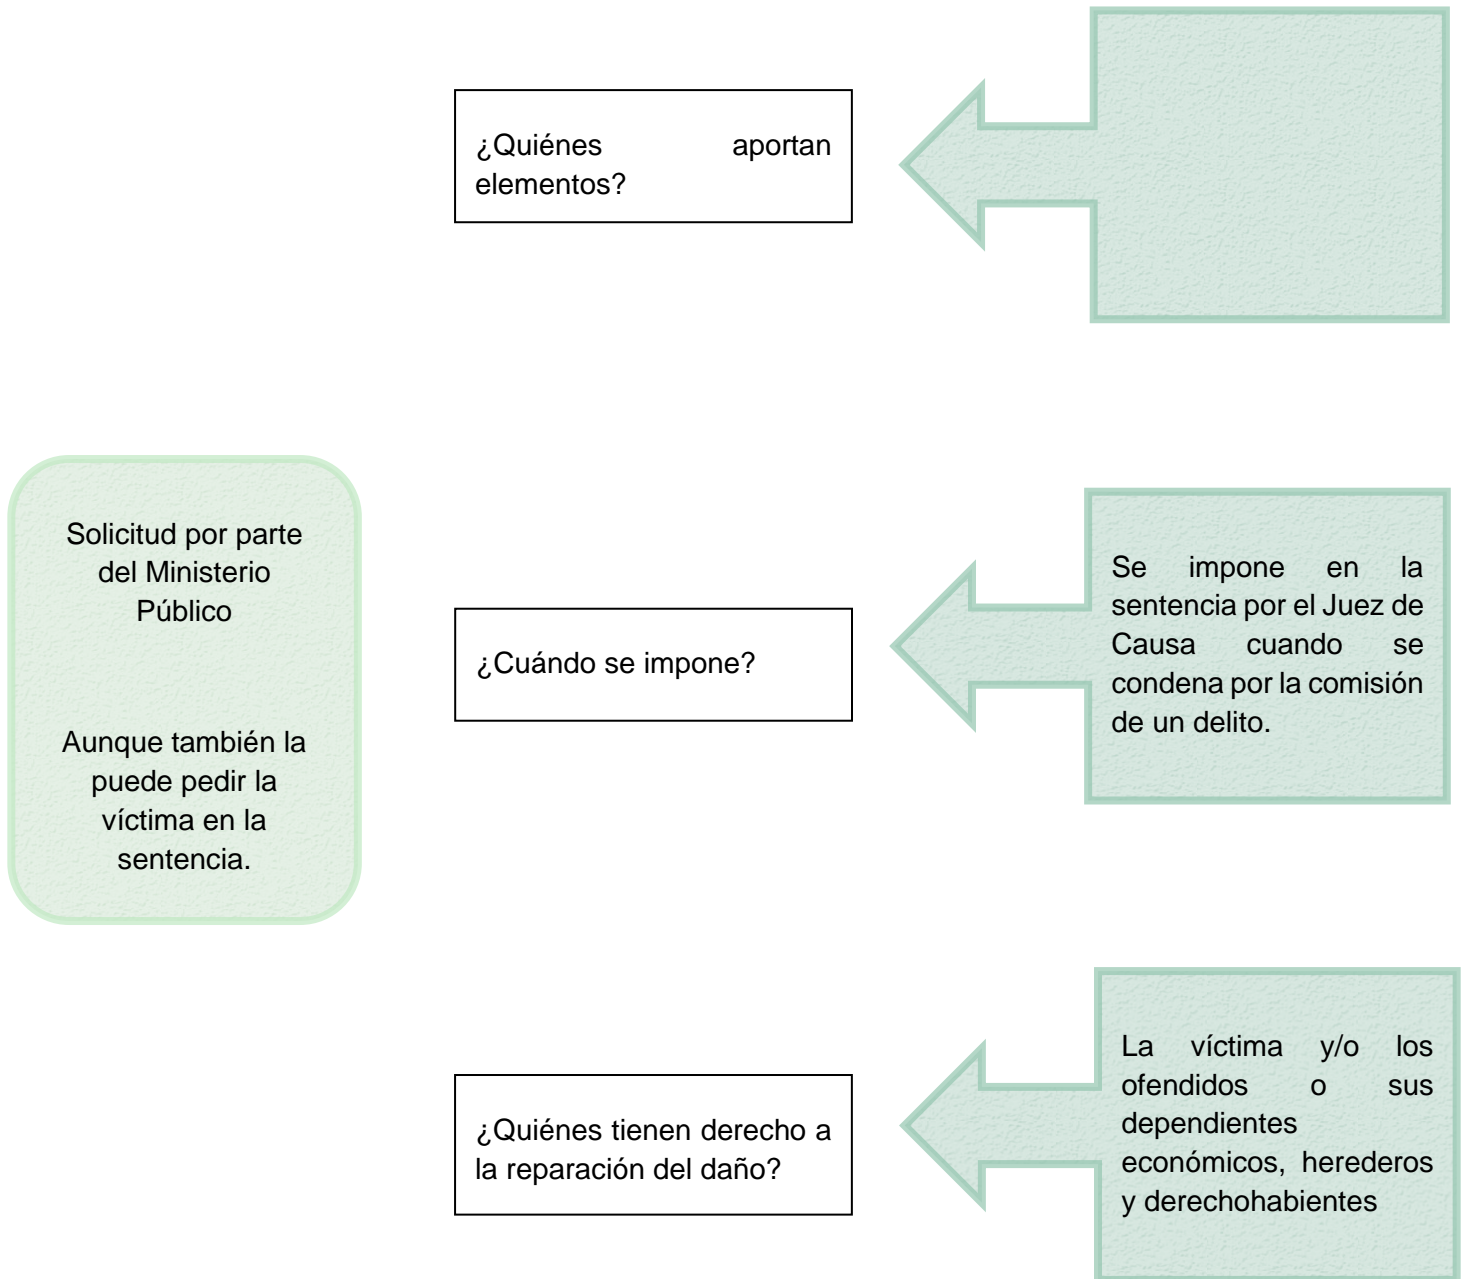 ¿Quiénes aportan
elementos?
Solicitud por parte
del Ministerio
Público
Aunque también la
puede pedir la
víctima en la
sentencia.
¿Cuándo se impone?
Se impone en la
sentencia por el Juez de
Causa cuando se
condena por la comisión
de un delito.
¿Quiénes tienen derecho a
la reparación del daño?
La víctima y/o los
ofendidos o sus
dependientes
económicos, herederos
y derechohabientes